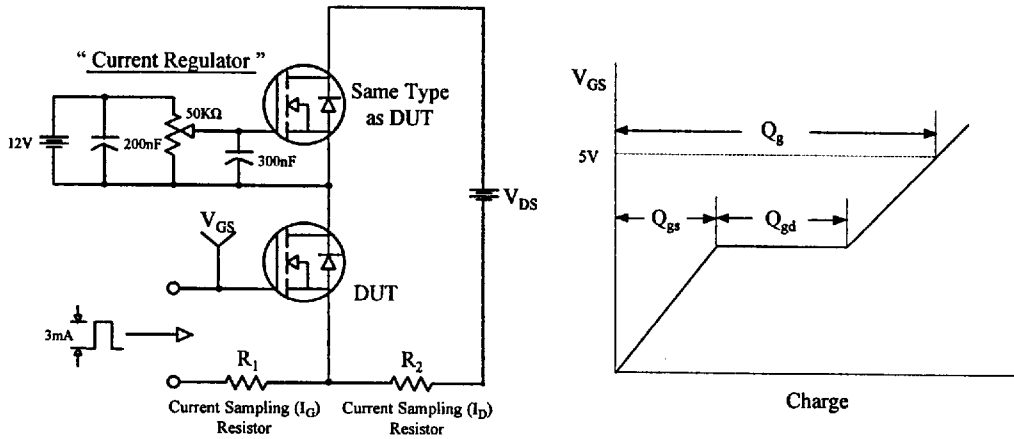 “ Current Regulator ”
12V
200nF
50KΩ
300nF
Same Type
as DUT
V_DS
V_GS
DUT
3mA
R_1
R_2
Current Sampling (I_G)
Resistor
Current Sampling (I_D)
Resistor
V_GS
Q_g
5V
Q_gs
Q_gd
Charge